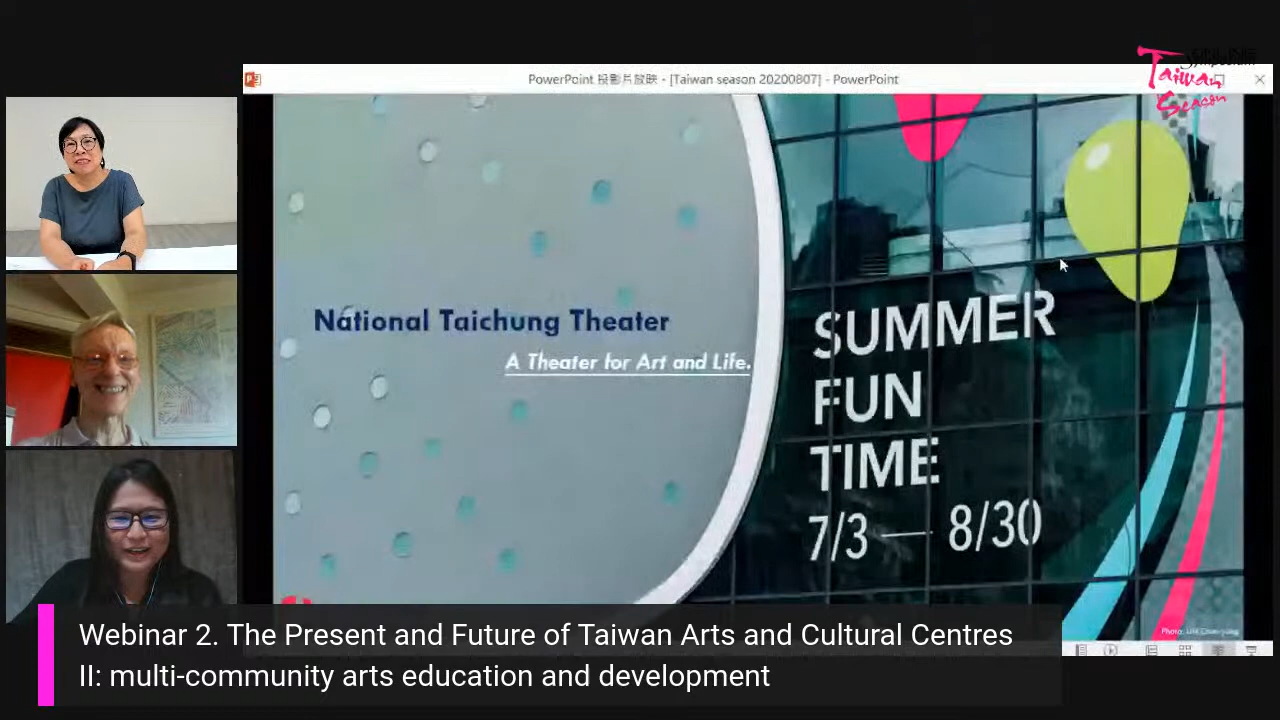 PowerPoint 投影片放映 - [Taiwan season 20200807] - PowerPoint
Symposium
Taiwan
Season
National Taichung Theater
A Theater for Art and Life.
SUMMER
FUN
TIME
7/3 — 8/30
Webinar 2. The Present and Future of Taiwan Arts and Cultural Centres
II: multi-community arts education and development